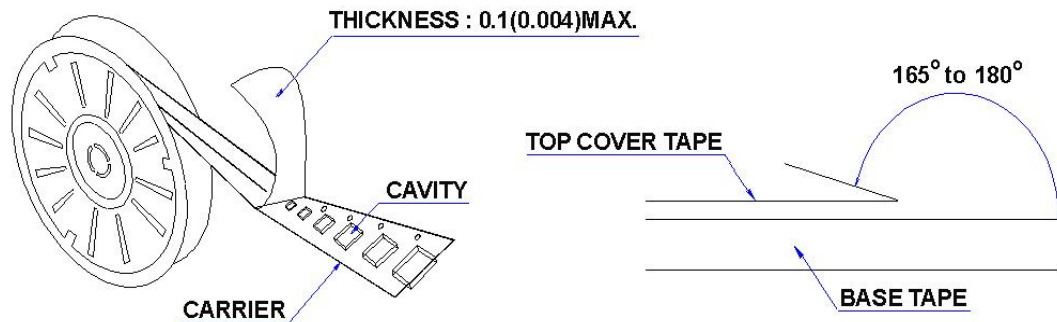 THICKNESS : 0.1(0.004)MAX.
165° to 180°
TOP COVER TAPE
CAVITY
CARRIER
BASE TAPE